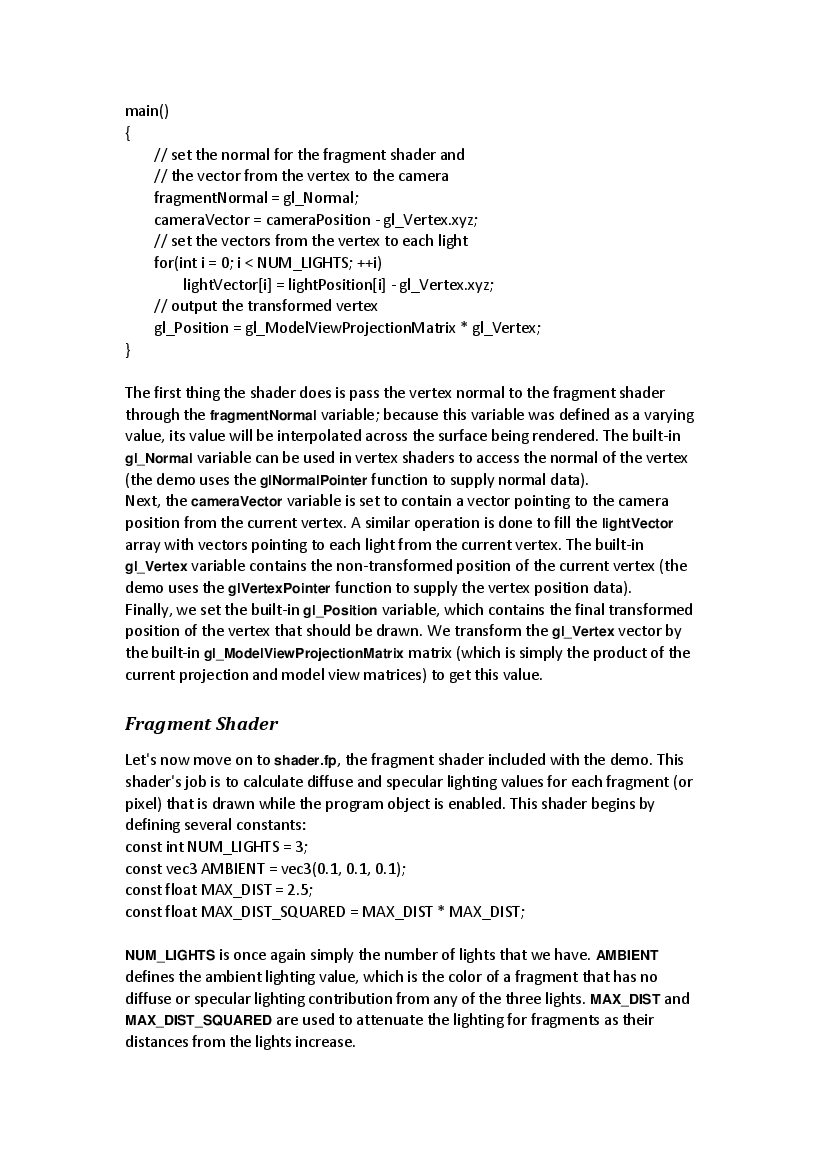 main()
{
// set the normal for the fragment shader and
// the vector from the vertex to the camera
fragmentNormal = gl_Normal;
cameraVector = cameraPosition - gl_Vertex.xyz;
// set the vectors from the vertex to each light
for(int i = 0; i < NUM_LIGHTS; ++i)
lightVector[i] = lightPosition[i] - gl_Vertex.xyz;
// output the transformed vertex
gl_Position = gl_ModelViewProjectionMatrix * gl_Vertex;
}
The first thing the shader does is pass the vertex normal to the fragment shader
through the fragmentNormal variable; because this variable was defined as a varying
value, its value will be interpolated across the surface being rendered. The built-in
gl_Normal variable can be used in vertex shaders to access the normal of the vertex
(the demo uses the glNormalPointer function to supply normal data).
Next, the cameraVector variable is set to contain a vector pointing to the camera
position from the current vertex. A similar operation is done to fill the lightVector
array with vectors pointing to each light from the current vertex. The built-in
gl_Vertex variable contains the non-transformed position of the current vertex (the
demo uses the glVertexPointer function to supply the vertex position data).
Finally, we set the built-in gl_Position variable, which contains the final transformed
position of the vertex that should be drawn. We transform the gl_Vertex vector by
the built-in gl_ModelViewProjectionMatrix matrix (which is simply the product of the
current projection and model view matrices) to get this value.
Fragment Shader
Let's now move on to shader.fp, the fragment shader included with the demo. This
shader's job is to calculate diffuse and specular lighting values for each fragment (or
pixel) that is drawn while the program object is enabled. This shader begins by
defining several constants:
const int NUM_LIGHTS = 3;
const vec3 AMBIENT = vec3(0.1, 0.1, 0.1);
const float MAX_DIST = 2.5;
const float MAX_DIST_SQUARED = MAX_DIST * MAX_DIST;
NUM_LIGHTS is once again simply the number of lights that we have. AMBIENT
defines the ambient lighting value, which is the color of a fragment that has no
diffuse or specular lighting contribution from any of the three lights. MAX_DIST and
MAX_DIST_SQUARED are used to attenuate the lighting for fragments as their
distances from the lights increase.